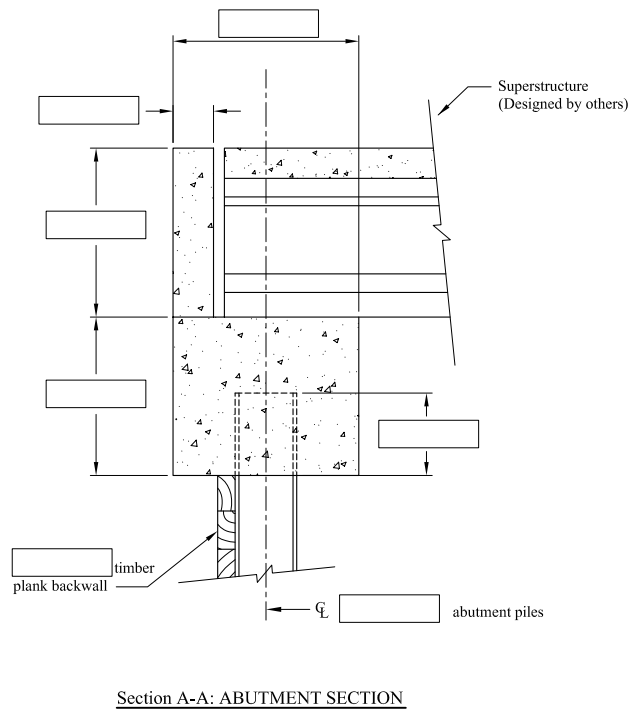 Superstructure
(Designed by others)
timber
plank backwall
℄
abutment piles
Section A-A: ABUTMENT SECTION